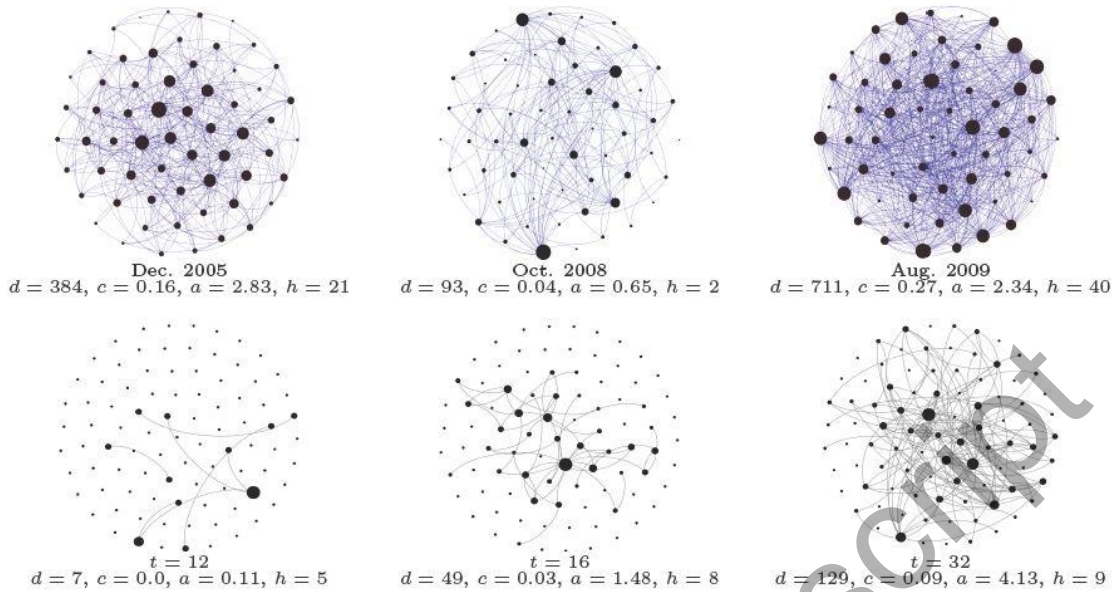 Dec. 2005
d = 384, c = 0.16, a = 2.83, h = 21
Oct. 2008
d = 93, c = 0.04, a = 0.65, h = 2
Aug. 2009
d = 711, c = 0.27, a = 2.34, h = 40
t = 12
d = 7, c = 0.0, a = 0.11, h = 5
t = 16
d = 49, c = 0.03, a = 1.48, h = 8
t = 32
d = 129, c = 0.09, a = 4.13, h = 9
script